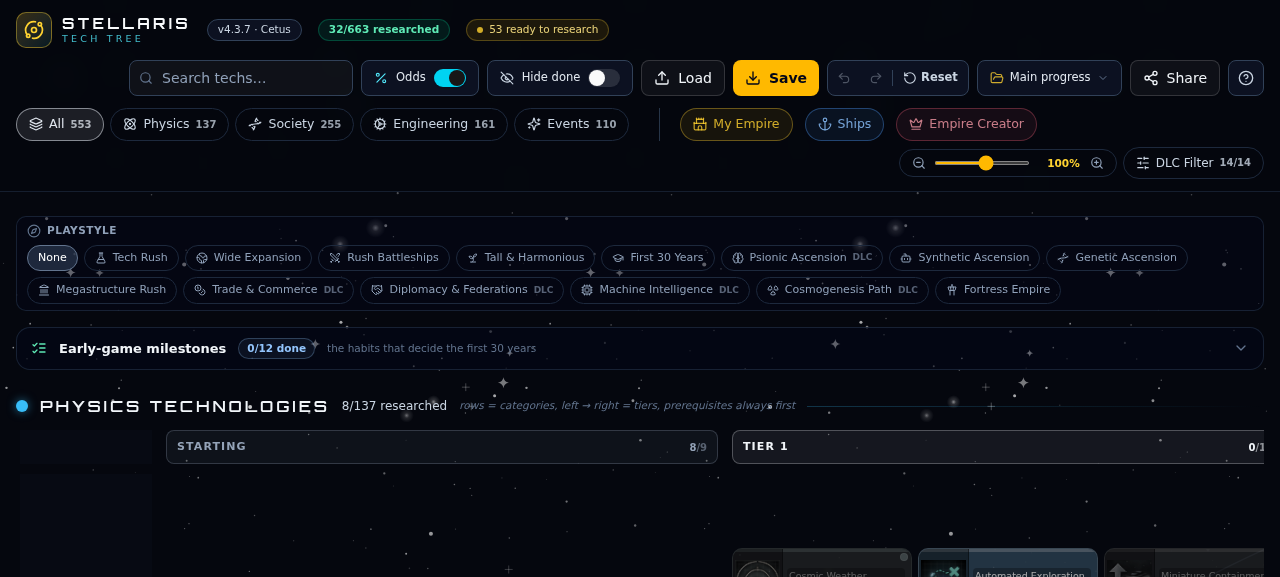 STELLARIS
TECH TREE
v4.3.7 · Cetus
32/663 researched
53 ready to research
Search techs...
Odds
Hide done
Load
Save
Reset
Main progress
Share
All 553
Physics 137
Society 255
Engineering 161
Events 110
My Empire
Ships
Empire Creator
100%
DLC Filter 14/14
PLAYSTYLE
None
Tech Rush
Wide Expansion
Rush Battleships
Tall & Harmonious
First 30 Years
Psionic Ascension DLC
Synthetic Ascension
Genetic Ascension
Megastructure Rush
Trade & Commerce DLC
Diplomacy & Federations DLC
Machine Intelligence DLC
Cosmogenesis Path DLC
Fortress Empire
Early-game milestones 0/12 done the habits that decide the first 30 years
PHYSICS TECHNOLOGIES 8/137 researched rows = categories, left → right = tiers, prerequisites always first
STARTING 8/9
TIER 1
Cosmic Weather
Automated Exploration
Miniature